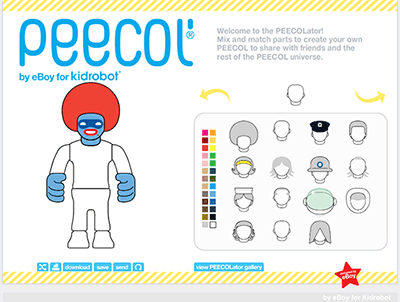 peecol®
by eBoy for kidrobot®
Welcome to the PEECOLator!
Mix and match parts to create your own
PEECOL to share with friends and the
rest of the PEECOL universe.
download
save
send
view PEECOLator gallery
eBoy
by eBoy for Kidrobot